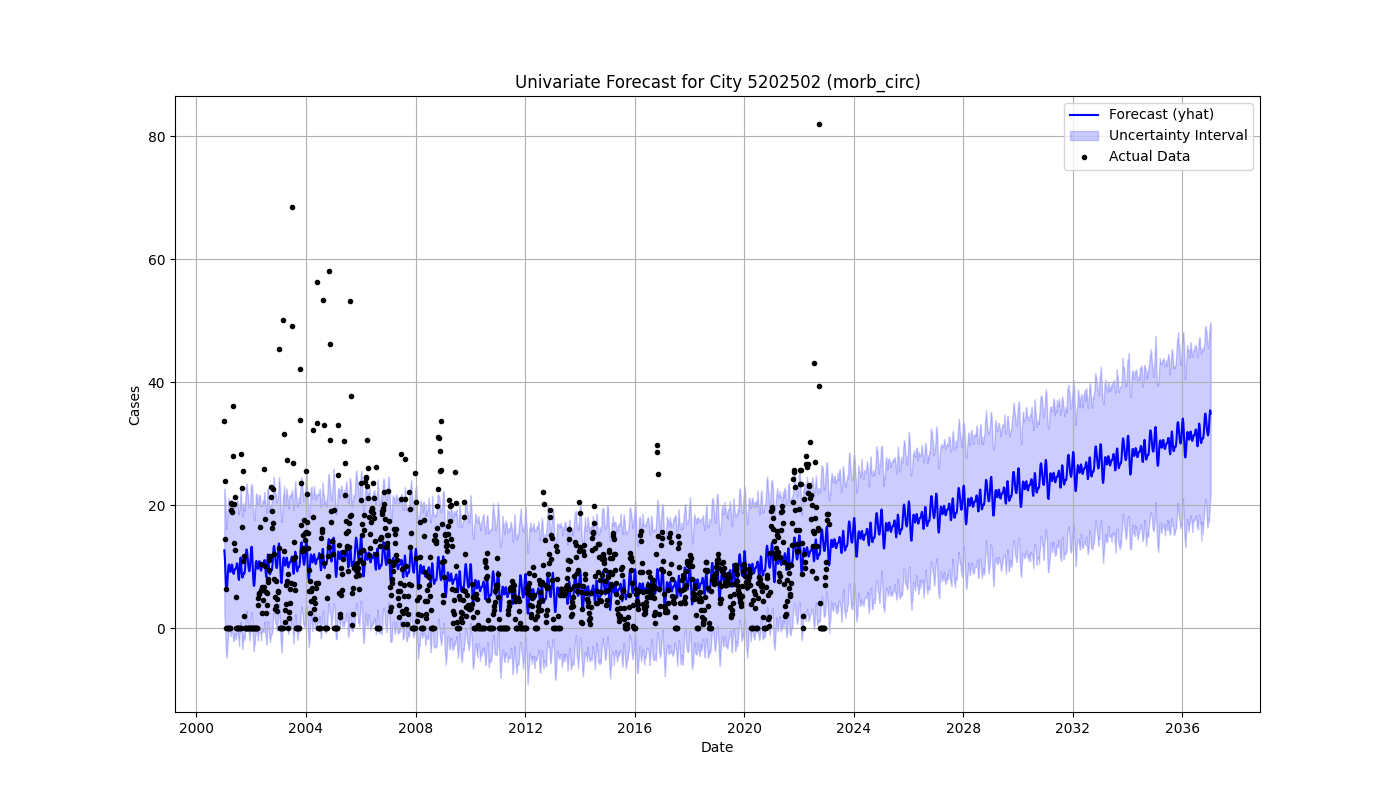 Univariate Forecast for City 5202502 (morb_circ)
Forecast (yhat)
Uncertainty Interval
Actual Data
Cases
80
60
40
20
0
2000 2004 2008 2012 2016 2020 2024 2028 2032 2036
Date